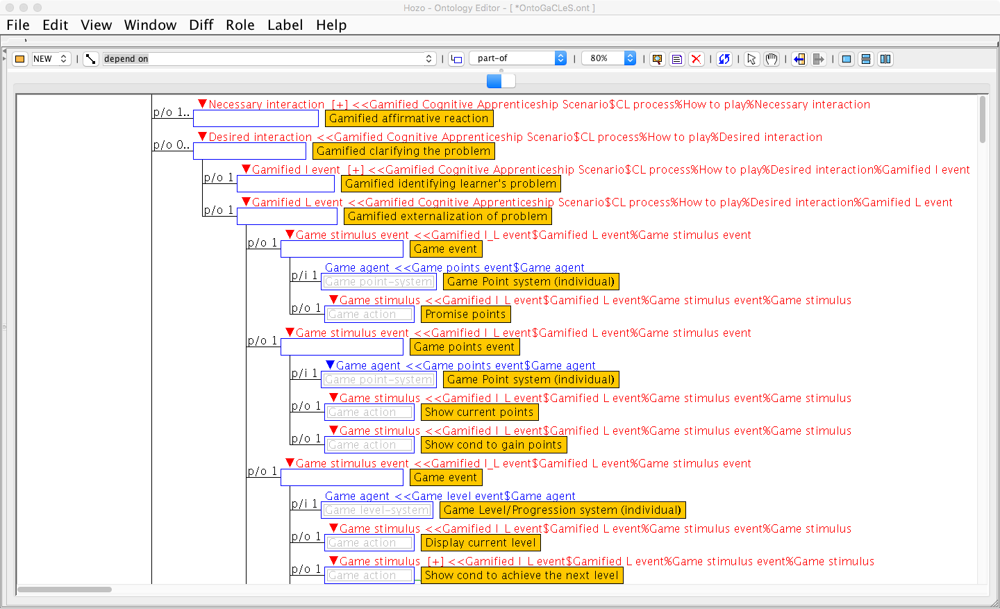 Hozo - Ontology Editor - [ *OntoGaCLeS.ont ]
File Edit View Window Diff Role Label Help
NEW depend on part-of 80%
Necessary interaction [+] <<Gamified Cognitive Apprenticeship Scenario$CL process%How to play%Necessary interaction
p/o 1.. Gamified affirmative reaction
Desired interaction <<Gamified Cognitive Apprenticeship Scenario$CL process%How to play%Desired interaction
p/o 0.. Gamified clarifying the problem
Gamified I event [+] <<Gamified Cognitive Apprenticeship Scenario$CL process%How to play%Desired interaction%Gamified I event
p/o 1 Gamified identifying learner's problem
Gamified L event <<Gamified Cognitive Apprenticeship Scenario$CL process%How to play%Desired interaction%Gamified L event
p/o 1 Gamified externalization of problem
Game stimulus event <<Gamified I_L event$Gamified L event%Game stimulus event
p/o 1 Game event
Game agent <<Game points event$Game agent
p/i 1 Game point-system Game Point system (individual)
Game stimulus <<Gamified I_L event$Gamified L event%Game stimulus event%Game stimulus
p/o 1 Game action Promise points
Game stimulus event <<Gamified I_L event$Gamified L event%Game stimulus event
p/o 1 Game points event
Game agent <<Game points event$Game agent
p/i 1 Game point-system Game Point system (individual)
Game stimulus <<Gamified I_L event$Gamified L event%Game stimulus event%Game stimulus
p/o 1 Game action Show current points
Game stimulus <<Gamified I_L event$Gamified L event%Game stimulus event%Game stimulus
p/o 1 Game action Show cond to gain points
Game stimulus event <<Gamified I_L event$Gamified L event%Game stimulus event
p/o 1 Game event
Game agent <<Game level event$Game agent
p/i 1 Game level-system Game Level/Progression system (individual)
Game stimulus <<Gamified I_L event$Gamified L event%Game stimulus event%Game stimulus
p/o 1 Game action Display current level
Game stimulus [+] <<Gamified I_L event$Gamified L event%Game stimulus event%Game stimulus
p/o 1 Game action Show cond to achieve the next level